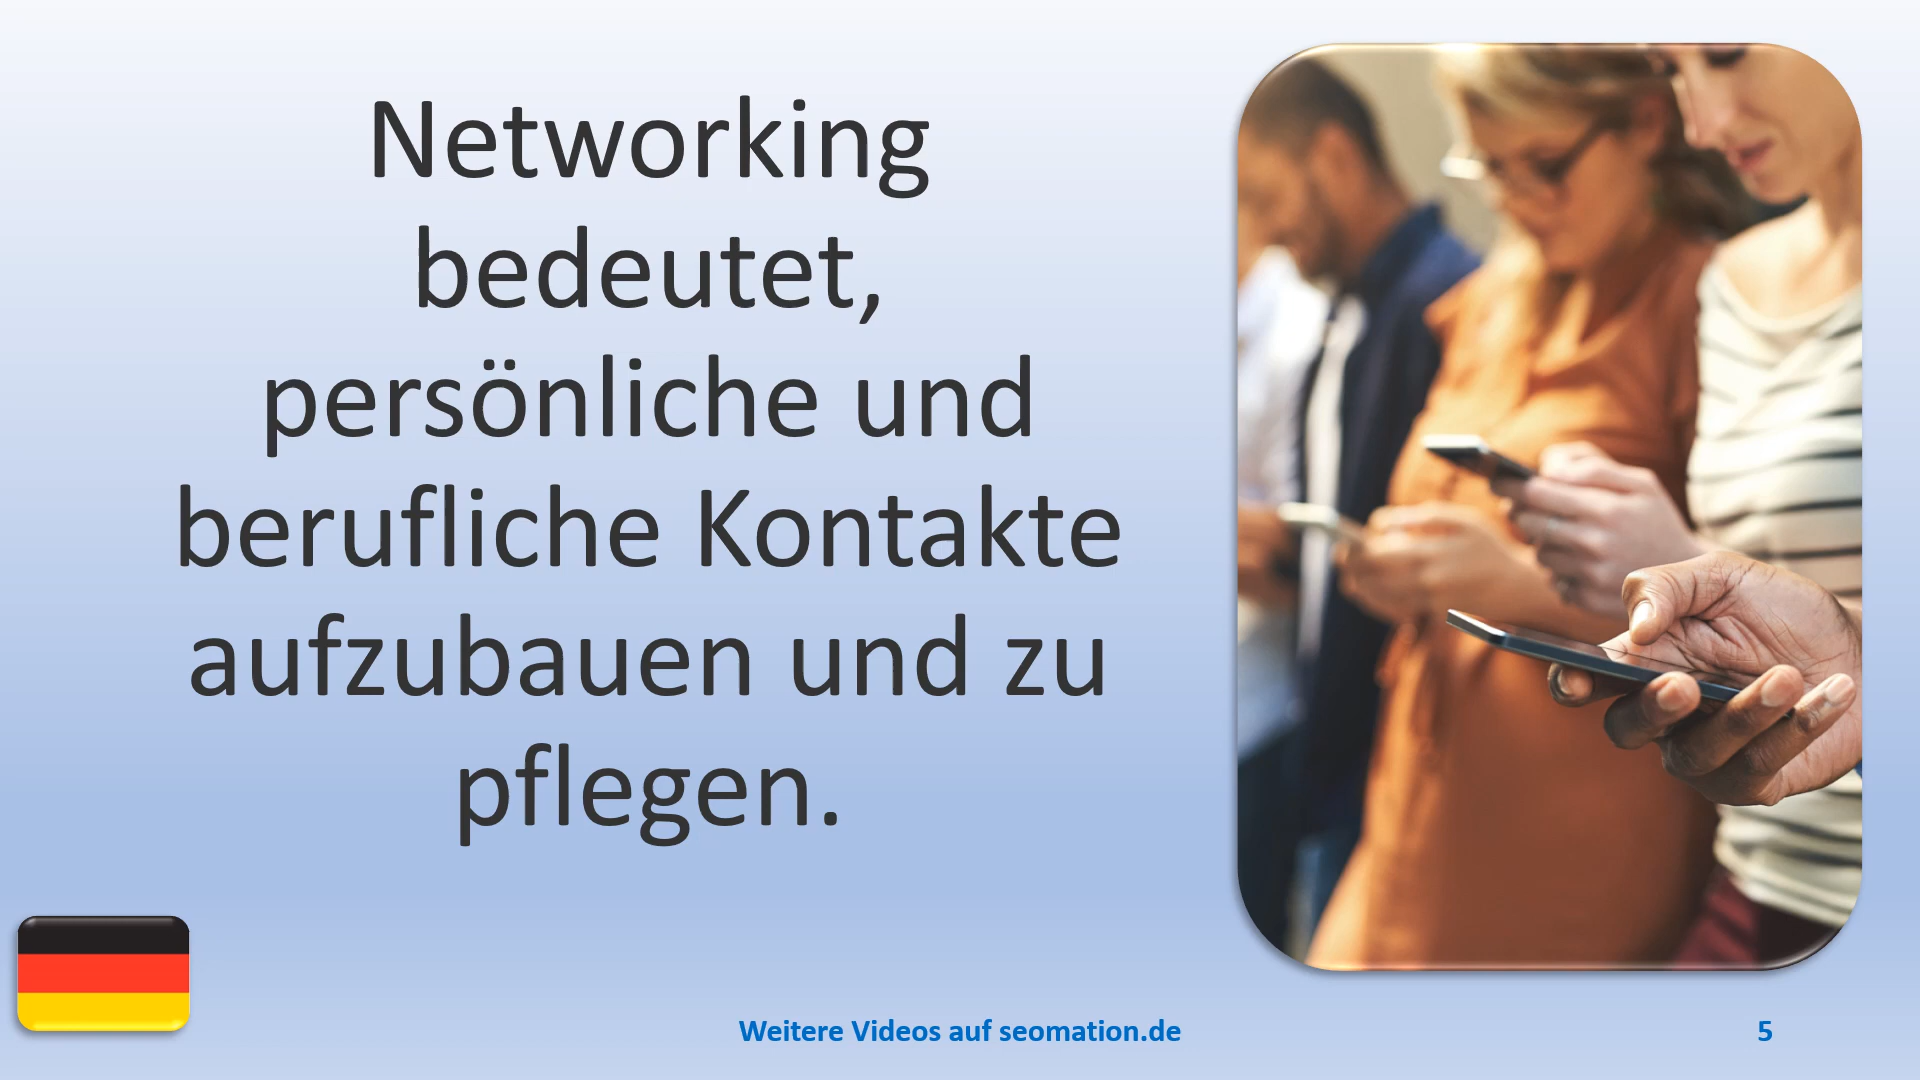 Networking
bedeutet,
persönliche und
berufliche Kontakte
aufzubauen und zu
pflegen.
Weitere Videos auf seomation.de
5